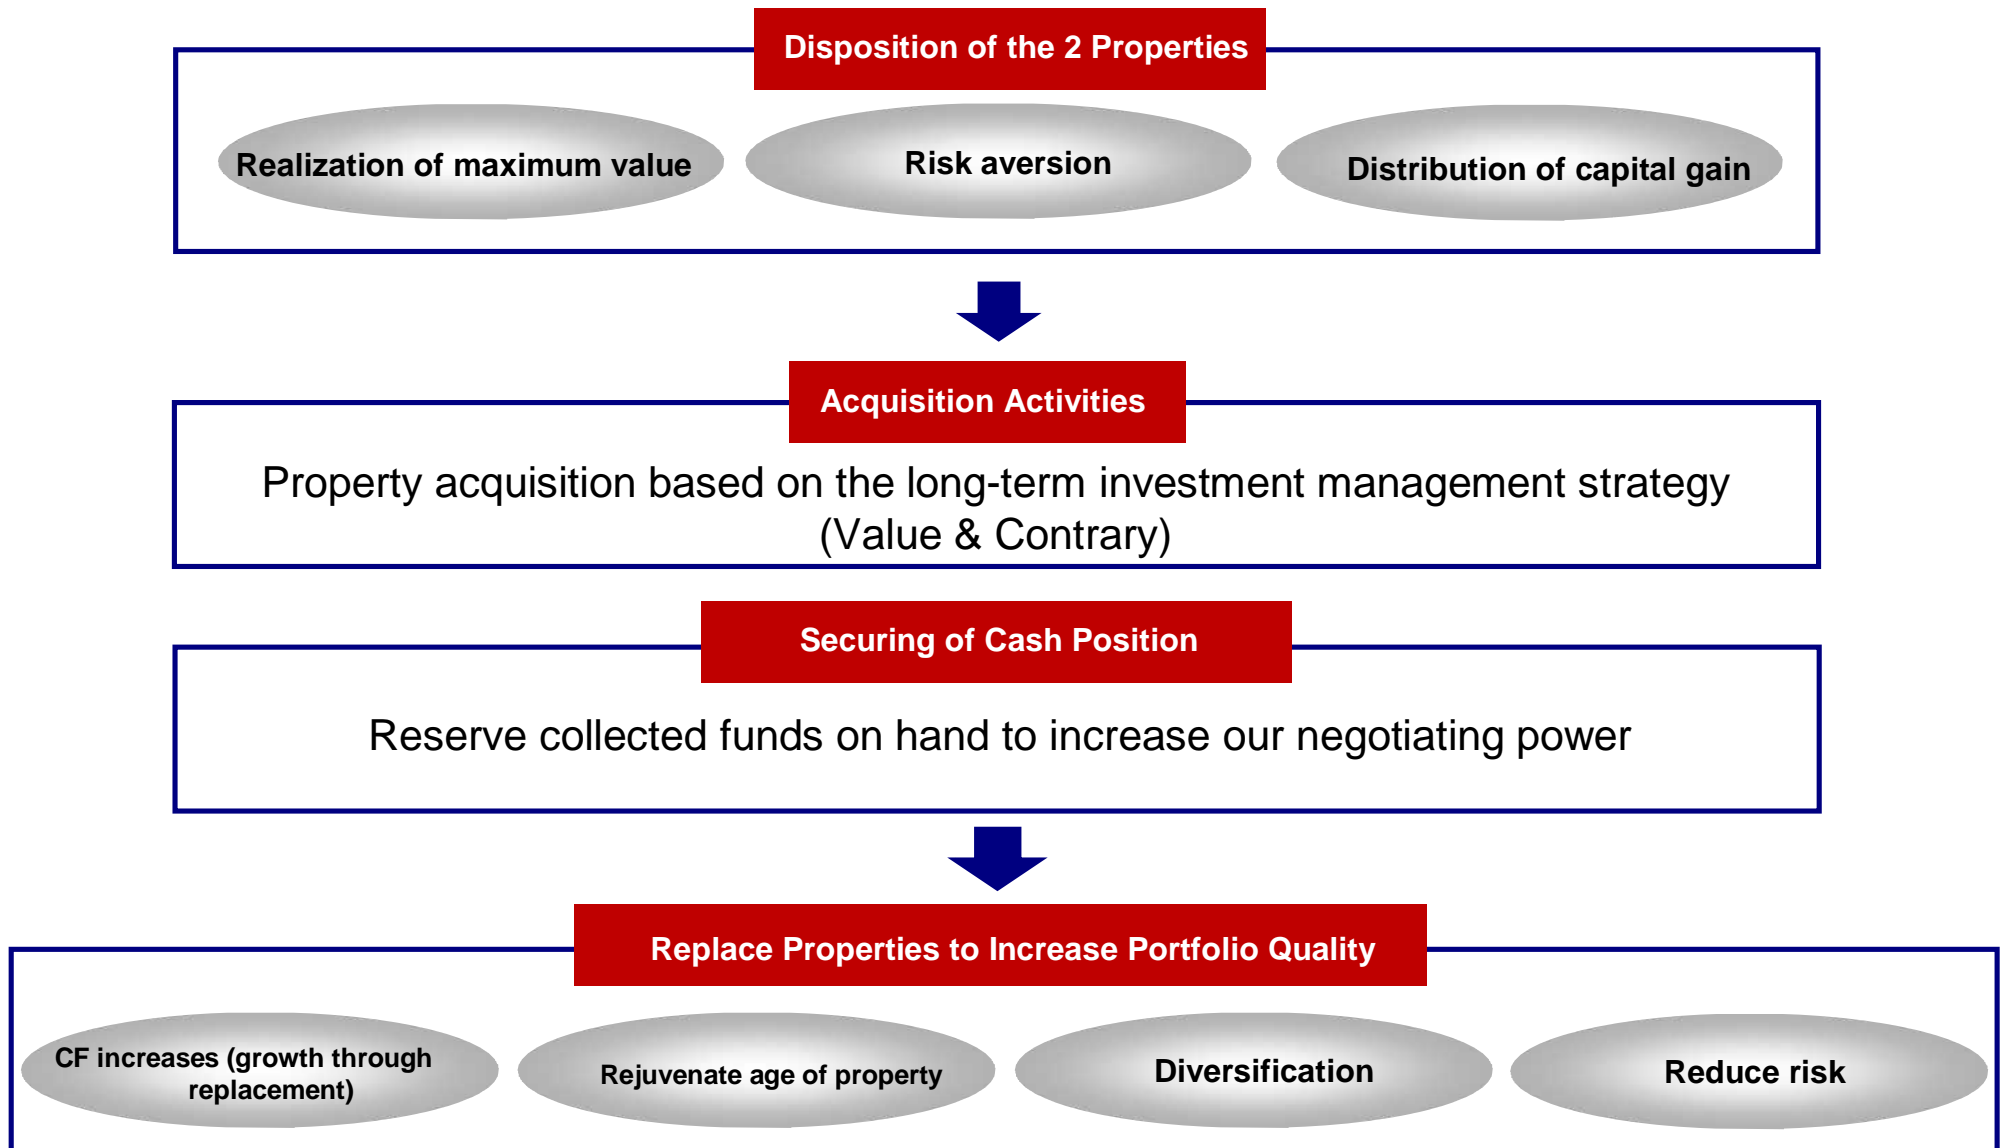 Disposition of the 2 Properties
Realization of maximum value
Risk aversion
Distribution of capital gain
Acquisition Activities
Property acquisition based on the long-term investment management strategy
(Value & Contrary)
Securing of Cash Position
Reserve collected funds on hand to increase our negotiating power
Replace Properties to Increase Portfolio Quality
CF increases (growth through
replacement)
Rejuvenate age of property
Diversification
Reduce risk